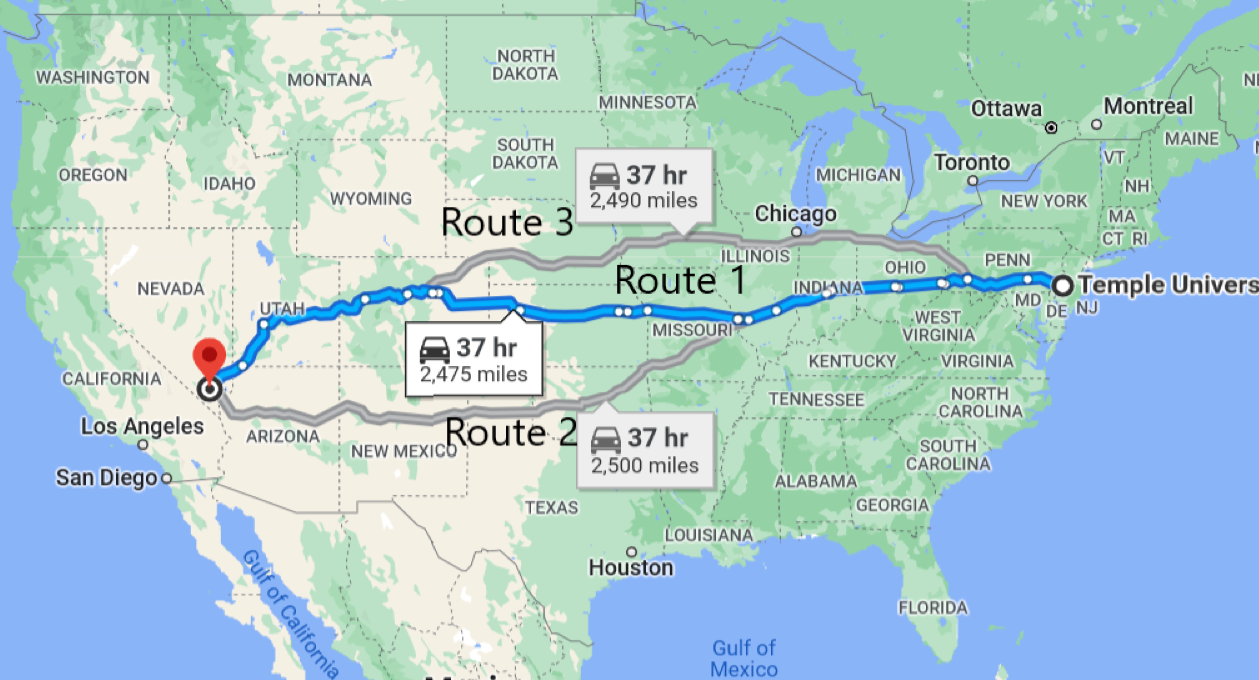 Ottawa
Montreal
NORTH
DAKOTA
WASHINGTON
MONTANA
MINNESOTA
MAINE
SOUTH
DAKOTA
VT
Toronto
OREGON
IDAHO
37 hr
2,490 miles
MICHIGAN
NH
WYOMING
NEW YORK
Route 3
Chicago
MA
CT RI
ILLINOIS
OHIO
PENN
Route 1
NEVADA
INDIANA
Temple Univers
UTAH
MD
DE
NJ
MISSOURI
WEST
VIRGINIA
37 hr
2,475 miles
KENTUCKY
VIRGINIA
CALIFORNIA
TENNESSEE
NORTH
CAROLINA
Los Angeles
ARIZONA
Route 2
37 hr
2,500 miles
NEW MEXICO
SOUTH
CAROLINA
San Diego
ALABAMA
TEXAS
GEORGIA
LOUISIANA
Houston
Gulf of California
FLORIDA
Gulf of
Mexico